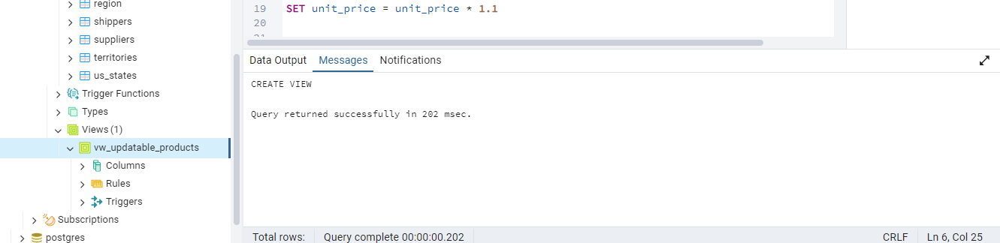 region
shippers
suppliers
territories
us_states
Trigger Functions
Types
Views (1)
vw_updatable_products
Columns
Rules
Triggers
Subscriptions
postgres
19 SET unit_price = unit_price * 1.1
20
Data Output Messages Notifications
CREATE VIEW
Query returned successfully in 202 msec.
Total rows: Query complete 00:00:00.202 CRLF Ln 6, Col 25